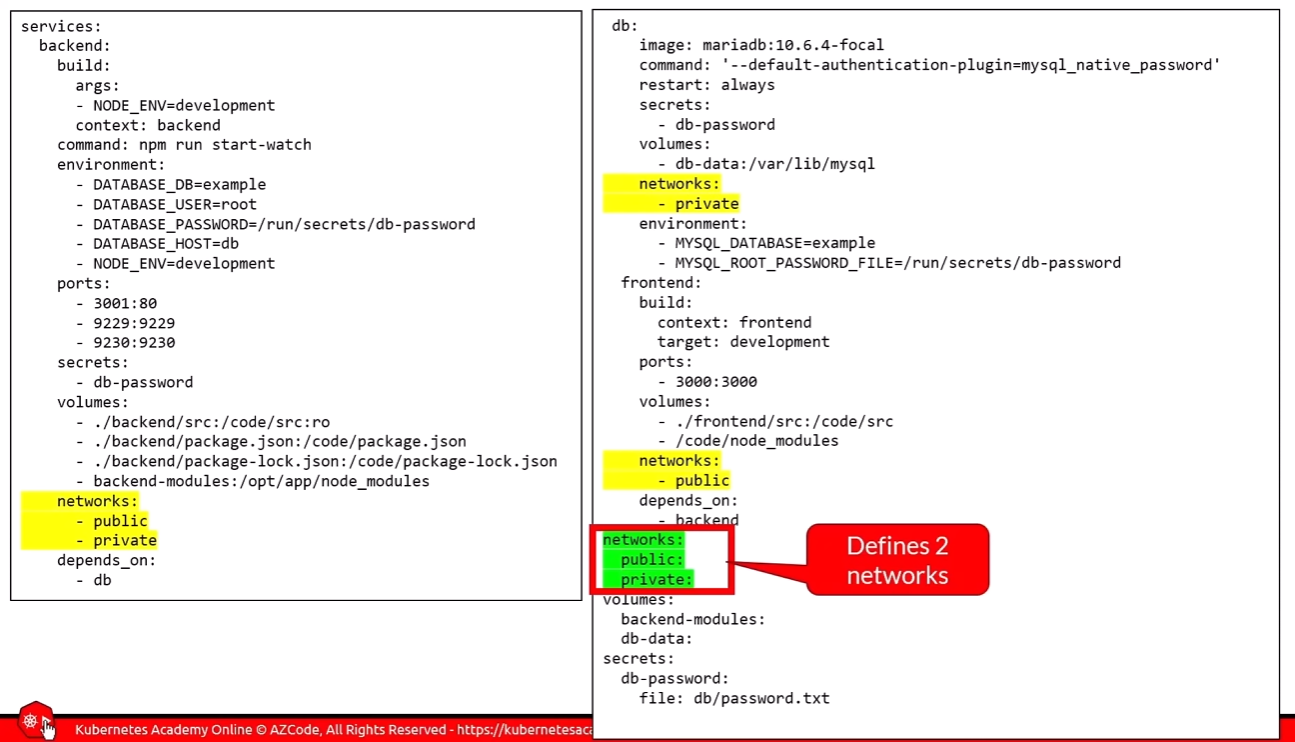 services:
  backend:
    build:
      args:
      - NODE_ENV=development
      context: backend
    command: npm run start-watch
    environment:
      - DATABASE_DB=example
      - DATABASE_USER=root
      - DATABASE_PASSWORD=/run/secrets/db-password
      - DATABASE_HOST=db
      - NODE_ENV=development
    ports:
      - 3001:80
      - 9229:9229
      - 9230:9230
    secrets:
      - db-password
    volumes:
      - ./backend/src:/code/src:ro
      - ./backend/package.json:/code/package.json
      - ./backend/package-lock.json:/code/package-lock.json
      - backend-modules:/opt/app/node_modules
    networks:
      - public
      - private
    depends_on:
      - db
 db:
    image: mariadb:10.6.4-focal
    command: '--default-authentication-plugin=mysql_native_password'
    restart: always
    secrets:
      - db-password
    volumes:
      - db-data:/var/lib/mysql
    networks:
      - private
    environment:
      - MYSQL_DATABASE=example
      - MYSQL_ROOT_PASSWORD_FILE=/run/secrets/db-password
  frontend:
    build:
      context: frontend
      target: development
    ports:
      - 3000:3000
    volumes:
      - ./frontend/src:/code/src
      - /code/node_modules
    networks:
      - public
    depends_on:
      - backend
networks:
  public:
  private:
volumes:
  backend-modules:
  db-data:
secrets:
  db-password:
    file: db/password.txt
Defines 2
networks
Kubernetes Academy Online © AZCode, All Rights Reserved - https://kubernetesaca